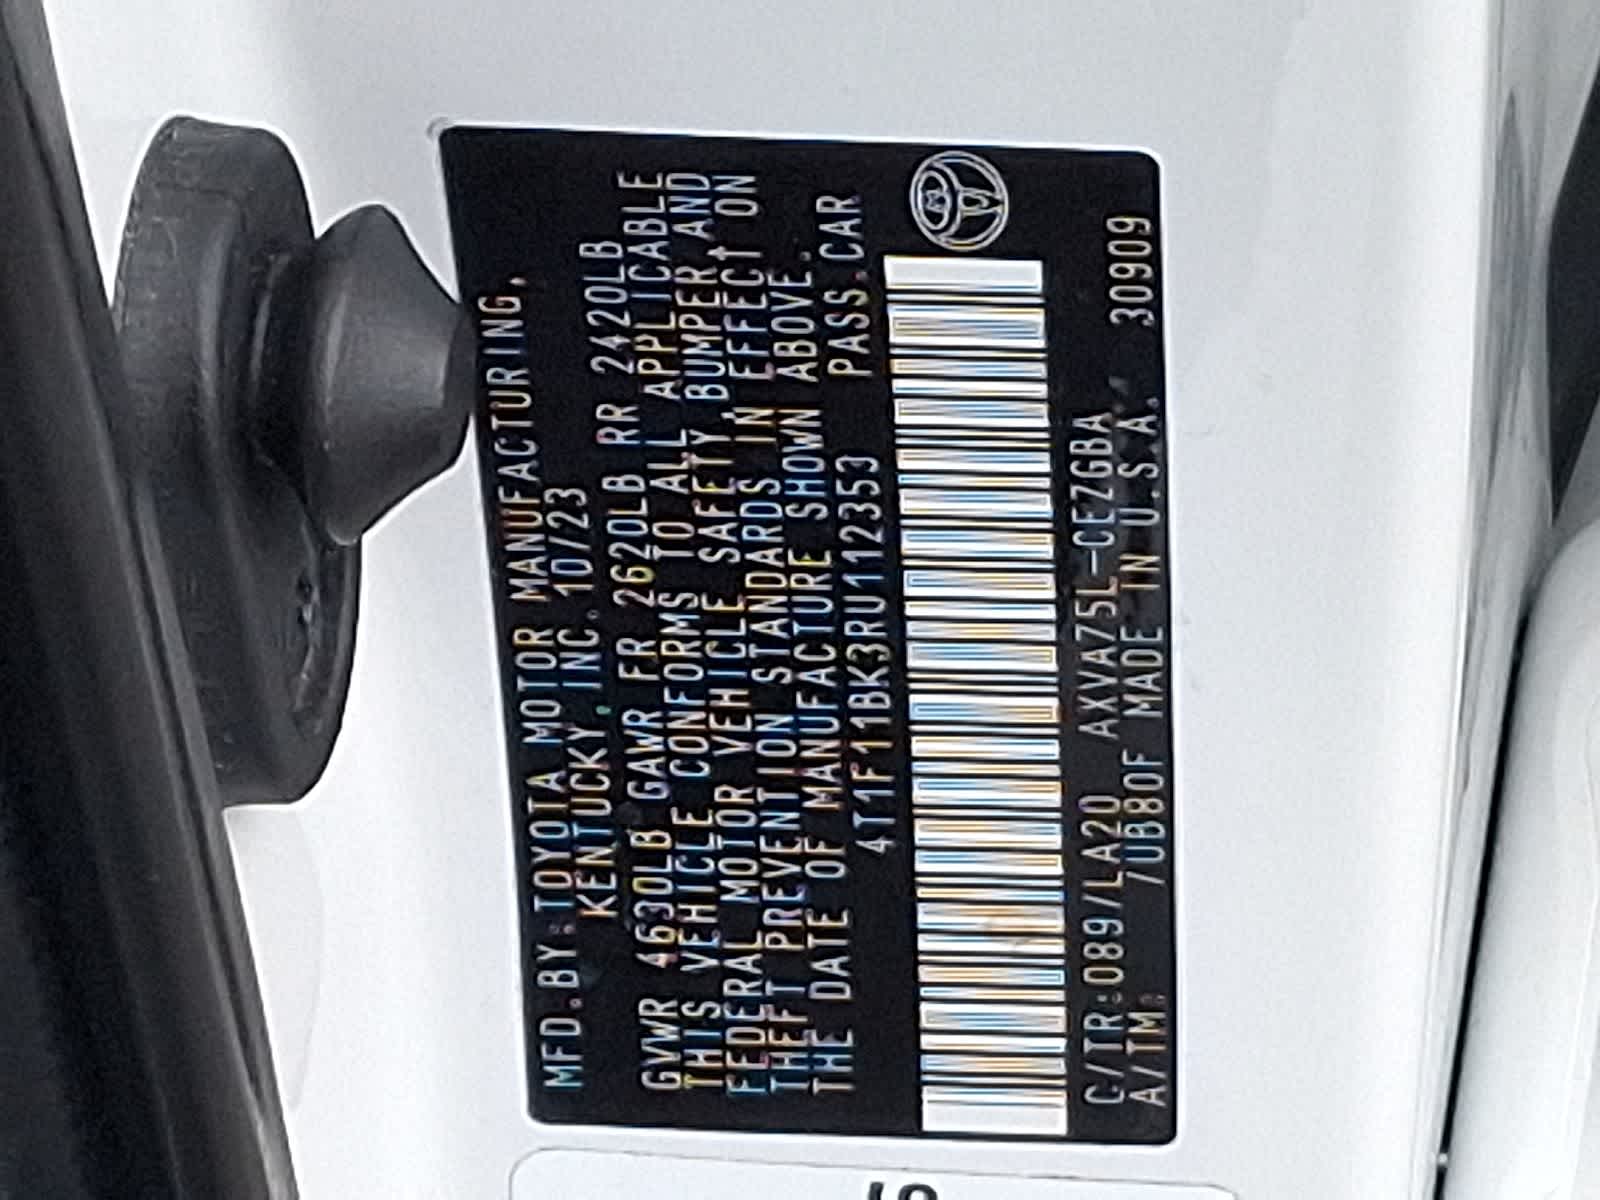 MFD.BY:TOYOTA MOTOR MANUFACTURING,
KENTUCKY,INC. 10/23
GVWR 4630LB GAWR FR 2620LB RR 2420LB
THIS VEHICLE CONFORMS TO ALL APPLICABLE
FEDERAL MOTOR VEHICLE SAFETY,BUMPER AND
THEFT PREVENTION STANDARDS IN EFFECT ON
THE DATE OF MANUFACTURE SHOWN ABOVE.
4T1F11BK3RU112353 PASS.CAR
C/TR:089/LA20 AXVA75L-CEZGBA 30909
A/TM: /UB80F MADE IN U.S.A.